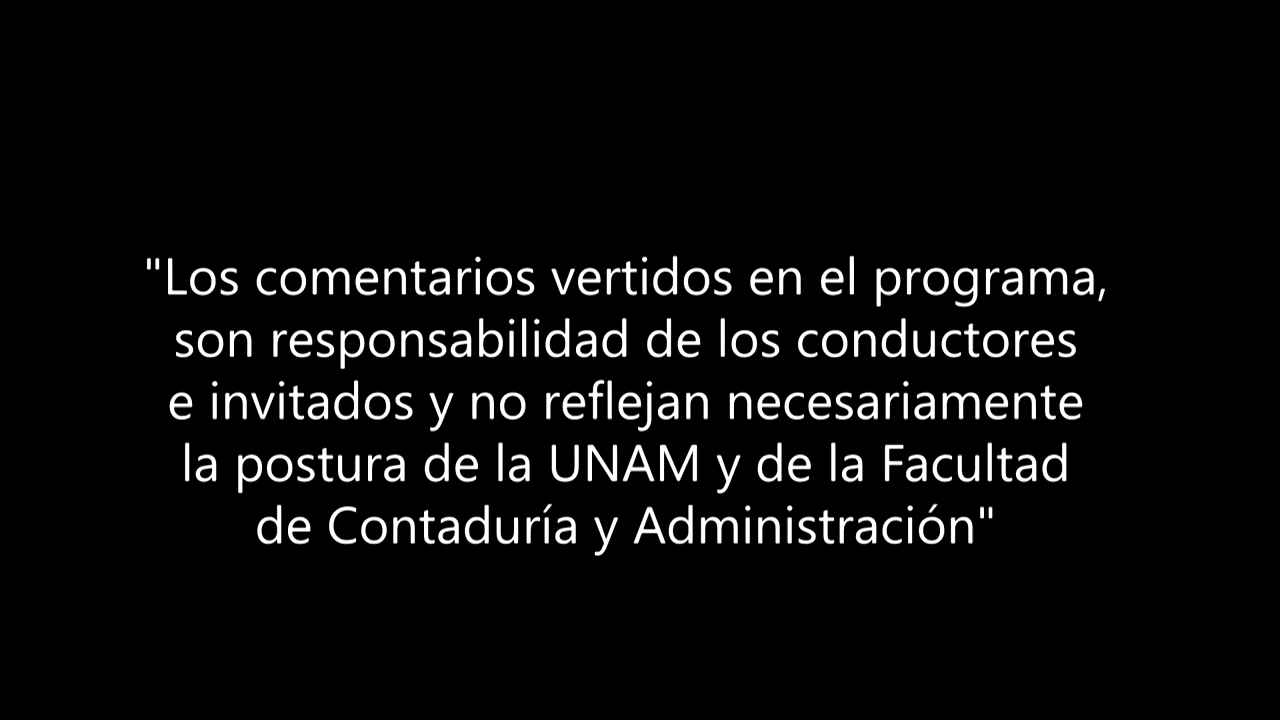 "Los comentarios vertidos en el programa,
son responsabilidad de los conductores
e invitados y no reflejan necesariamente
la postura de la UNAM y de la Facultad
de Contaduría y Administración"